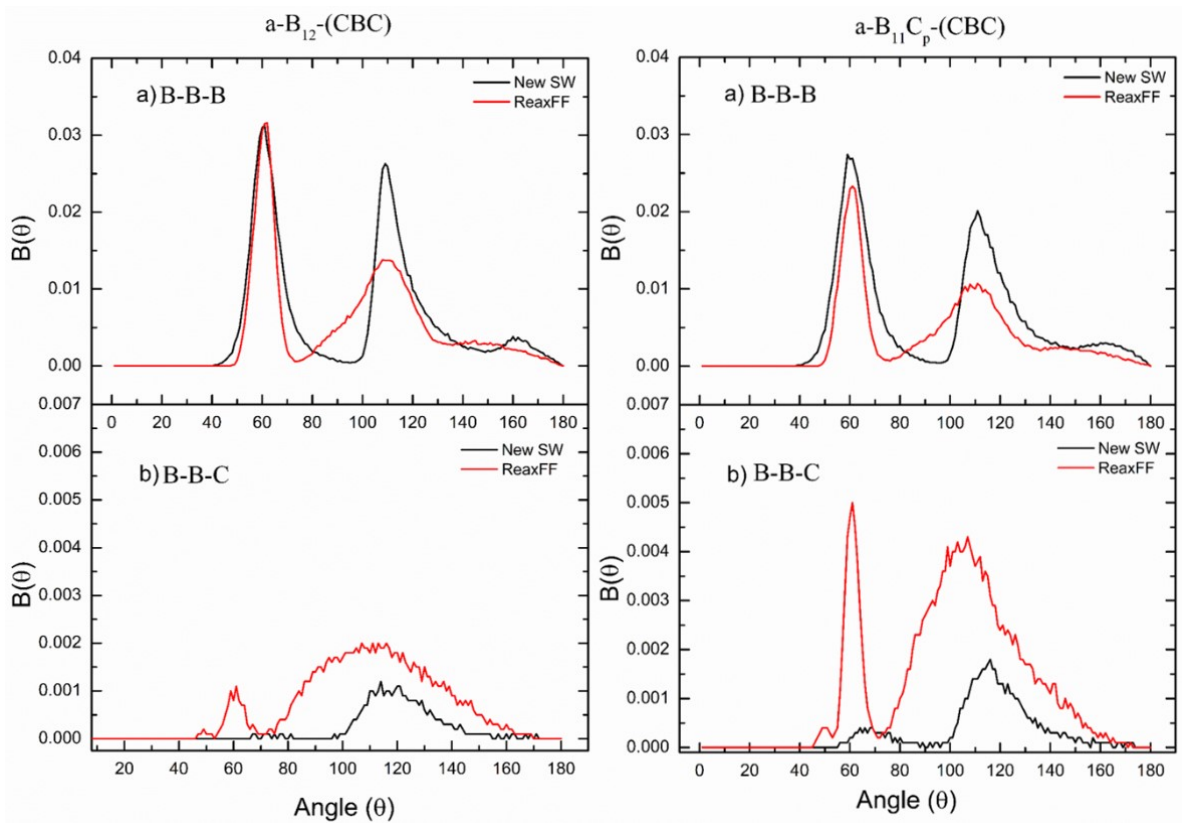 a-B12-(CBC)
a-B11Cp-(CBC)
0.04
0.03
0.02
0.01
0.00
0.007
B(θ)
a) B-B-B
New SW
ReaxFF
0 20 40 60 80 100 120 140 160 180
0.006
0.005
0.004
0.003
0.002
0.001
0.000
B(θ)
b) B-B-C
New SW
ReaxFF
20 40 60 80 100 120 140 160 180
Angle (θ)
0.04
0.03
0.02
0.01
0.00
0.007
B(θ)
a) B-B-B
New SW
ReaxFF
0 20 40 60 80 100 120 140 160 180
0.006
0.005
0.004
0.003
0.002
0.001
0.000
B(θ)
b) B-B-C
New SW
ReaxFF
0 20 40 60 80 100 120 140 160 180
Angle (θ)